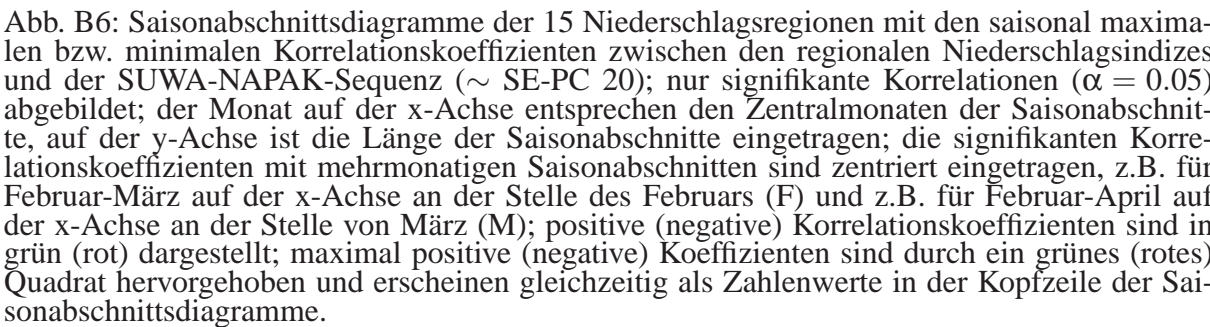 Abb. B6: Saisonabschnittsdiagramme der 15 Niederschlagsregionen mit den saisonal maxima-
len bzw. minimalen Korrelationskoeffizienten zwischen den regionalen Niederschlagsindizes
und der SUWA-NAPAK-Sequenz (∼ SE-PC 20); nur signifikante Korrelationen (α = 0.05)
abgebildet; der Monat auf der x-Achse entsprechen den Zentralmonaten der Saisonabschnit-
te, auf der y-Achse ist die Länge der Saisonabschnitte eingetragen; die signifikanten Korre-
lationskoeffizienten mit mehrmonatigen Saisonabschnitten sind zentriert eingetragen, z.B. für
Februar-März auf der x-Achse an der Stelle des Februars (F) und z.B. für Februar-April auf
der x-Achse an der Stelle von März (M); positive (negative) Korrelationskoeffizienten sind in
grün (rot) dargestellt; maximal positive (negative) Koeffizienten sind durch ein grünes (rotes)
Quadrat hervorgehoben und erscheinen gleichzeitig als Zahlenwerte in der Kopfzeile der Sai-
sonabschnittsdiagramme.